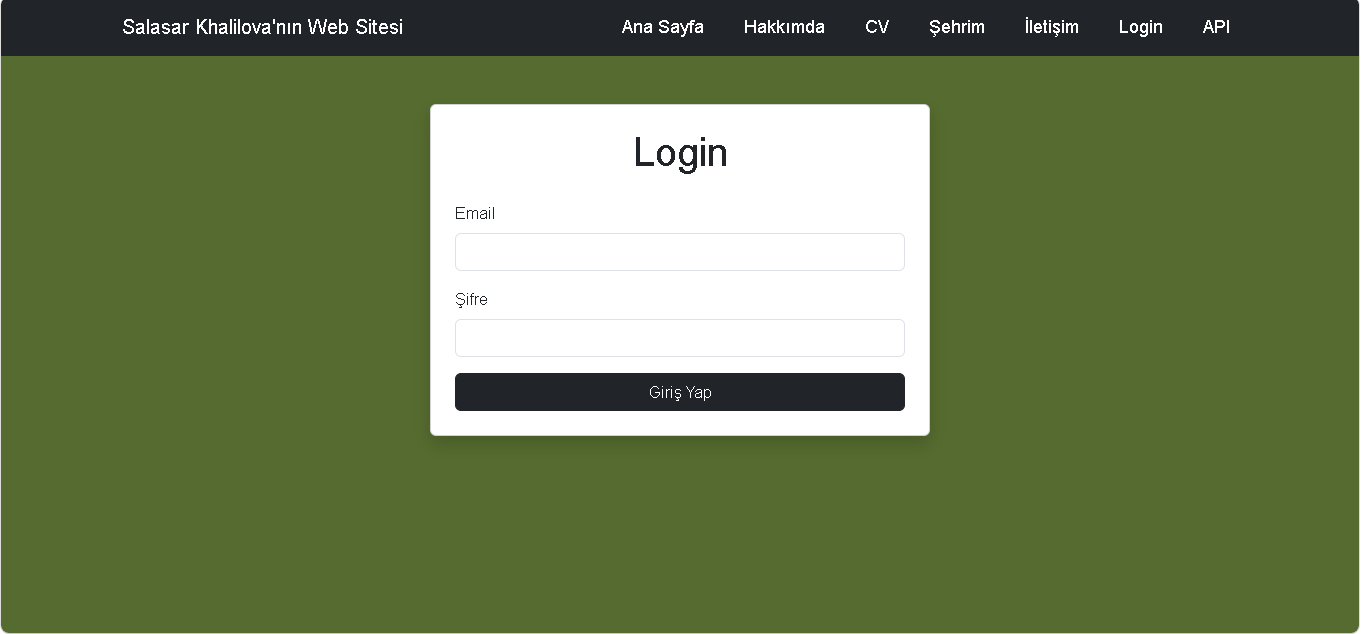 Salasar Khalilova'nın Web Sitesi
Ana Sayfa Hakkımda CV Şehrim İletişim Login API
Login
Email
Şifre
Giriş Yap